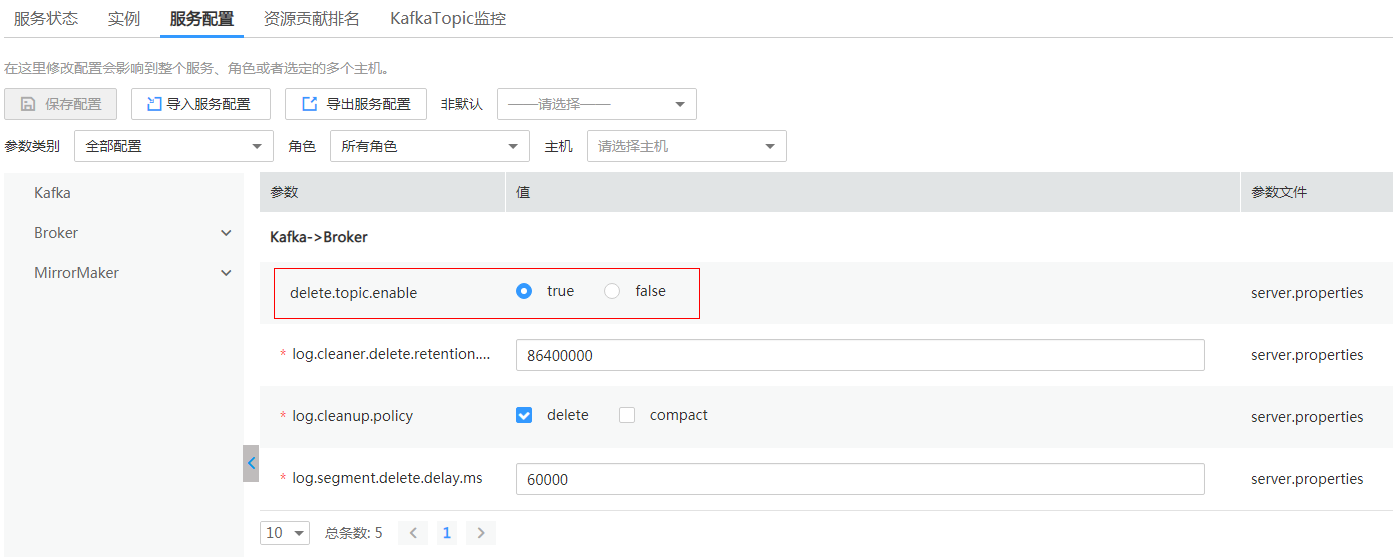 服务状态 实例 服务配置 资源贡献排名 KafkaTopic监控
在这里修改配置会影响到整个服务、角色或者选定的多个主机。
保存配置 导入服务配置 导出服务配置 非默认 ——请选择——
参数类别 全部配置 角色 所有角色 主机 请选择主机
Kafka
Broker
MirrorMaker
参数 值 参数文件
Kafka->Broker
delete.topic.enable true false server.properties
* log.cleaner.delete.retention.... 86400000 server.properties
* log.cleanup.policy delete compact server.properties
* log.segment.delete.delay.ms 60000 server.properties
10 总条数: 5 < 1 >